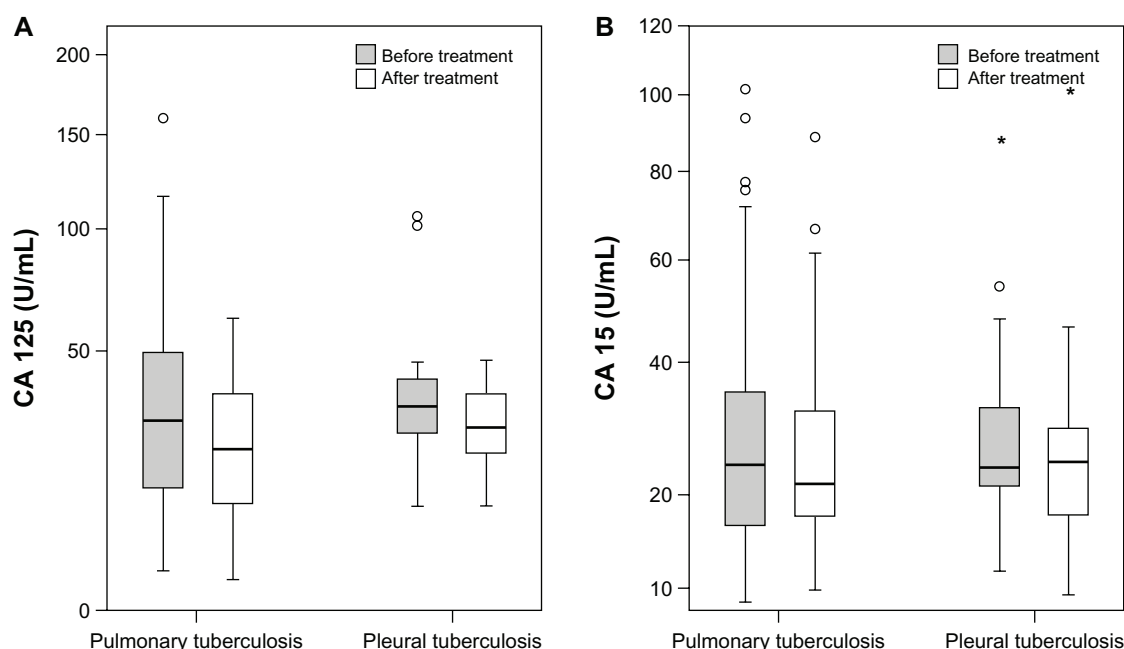 A
200
150
100
50
0
CA 125 (U/mL)
Before treatment
After treatment
Pulmonary tuberculosis
Pleural tuberculosis
B
120
100
80
60
40
20
10
CA 15 (U/mL)
Before treatment
After treatment
*
*
Pulmonary tuberculosis
Pleural tuberculosis